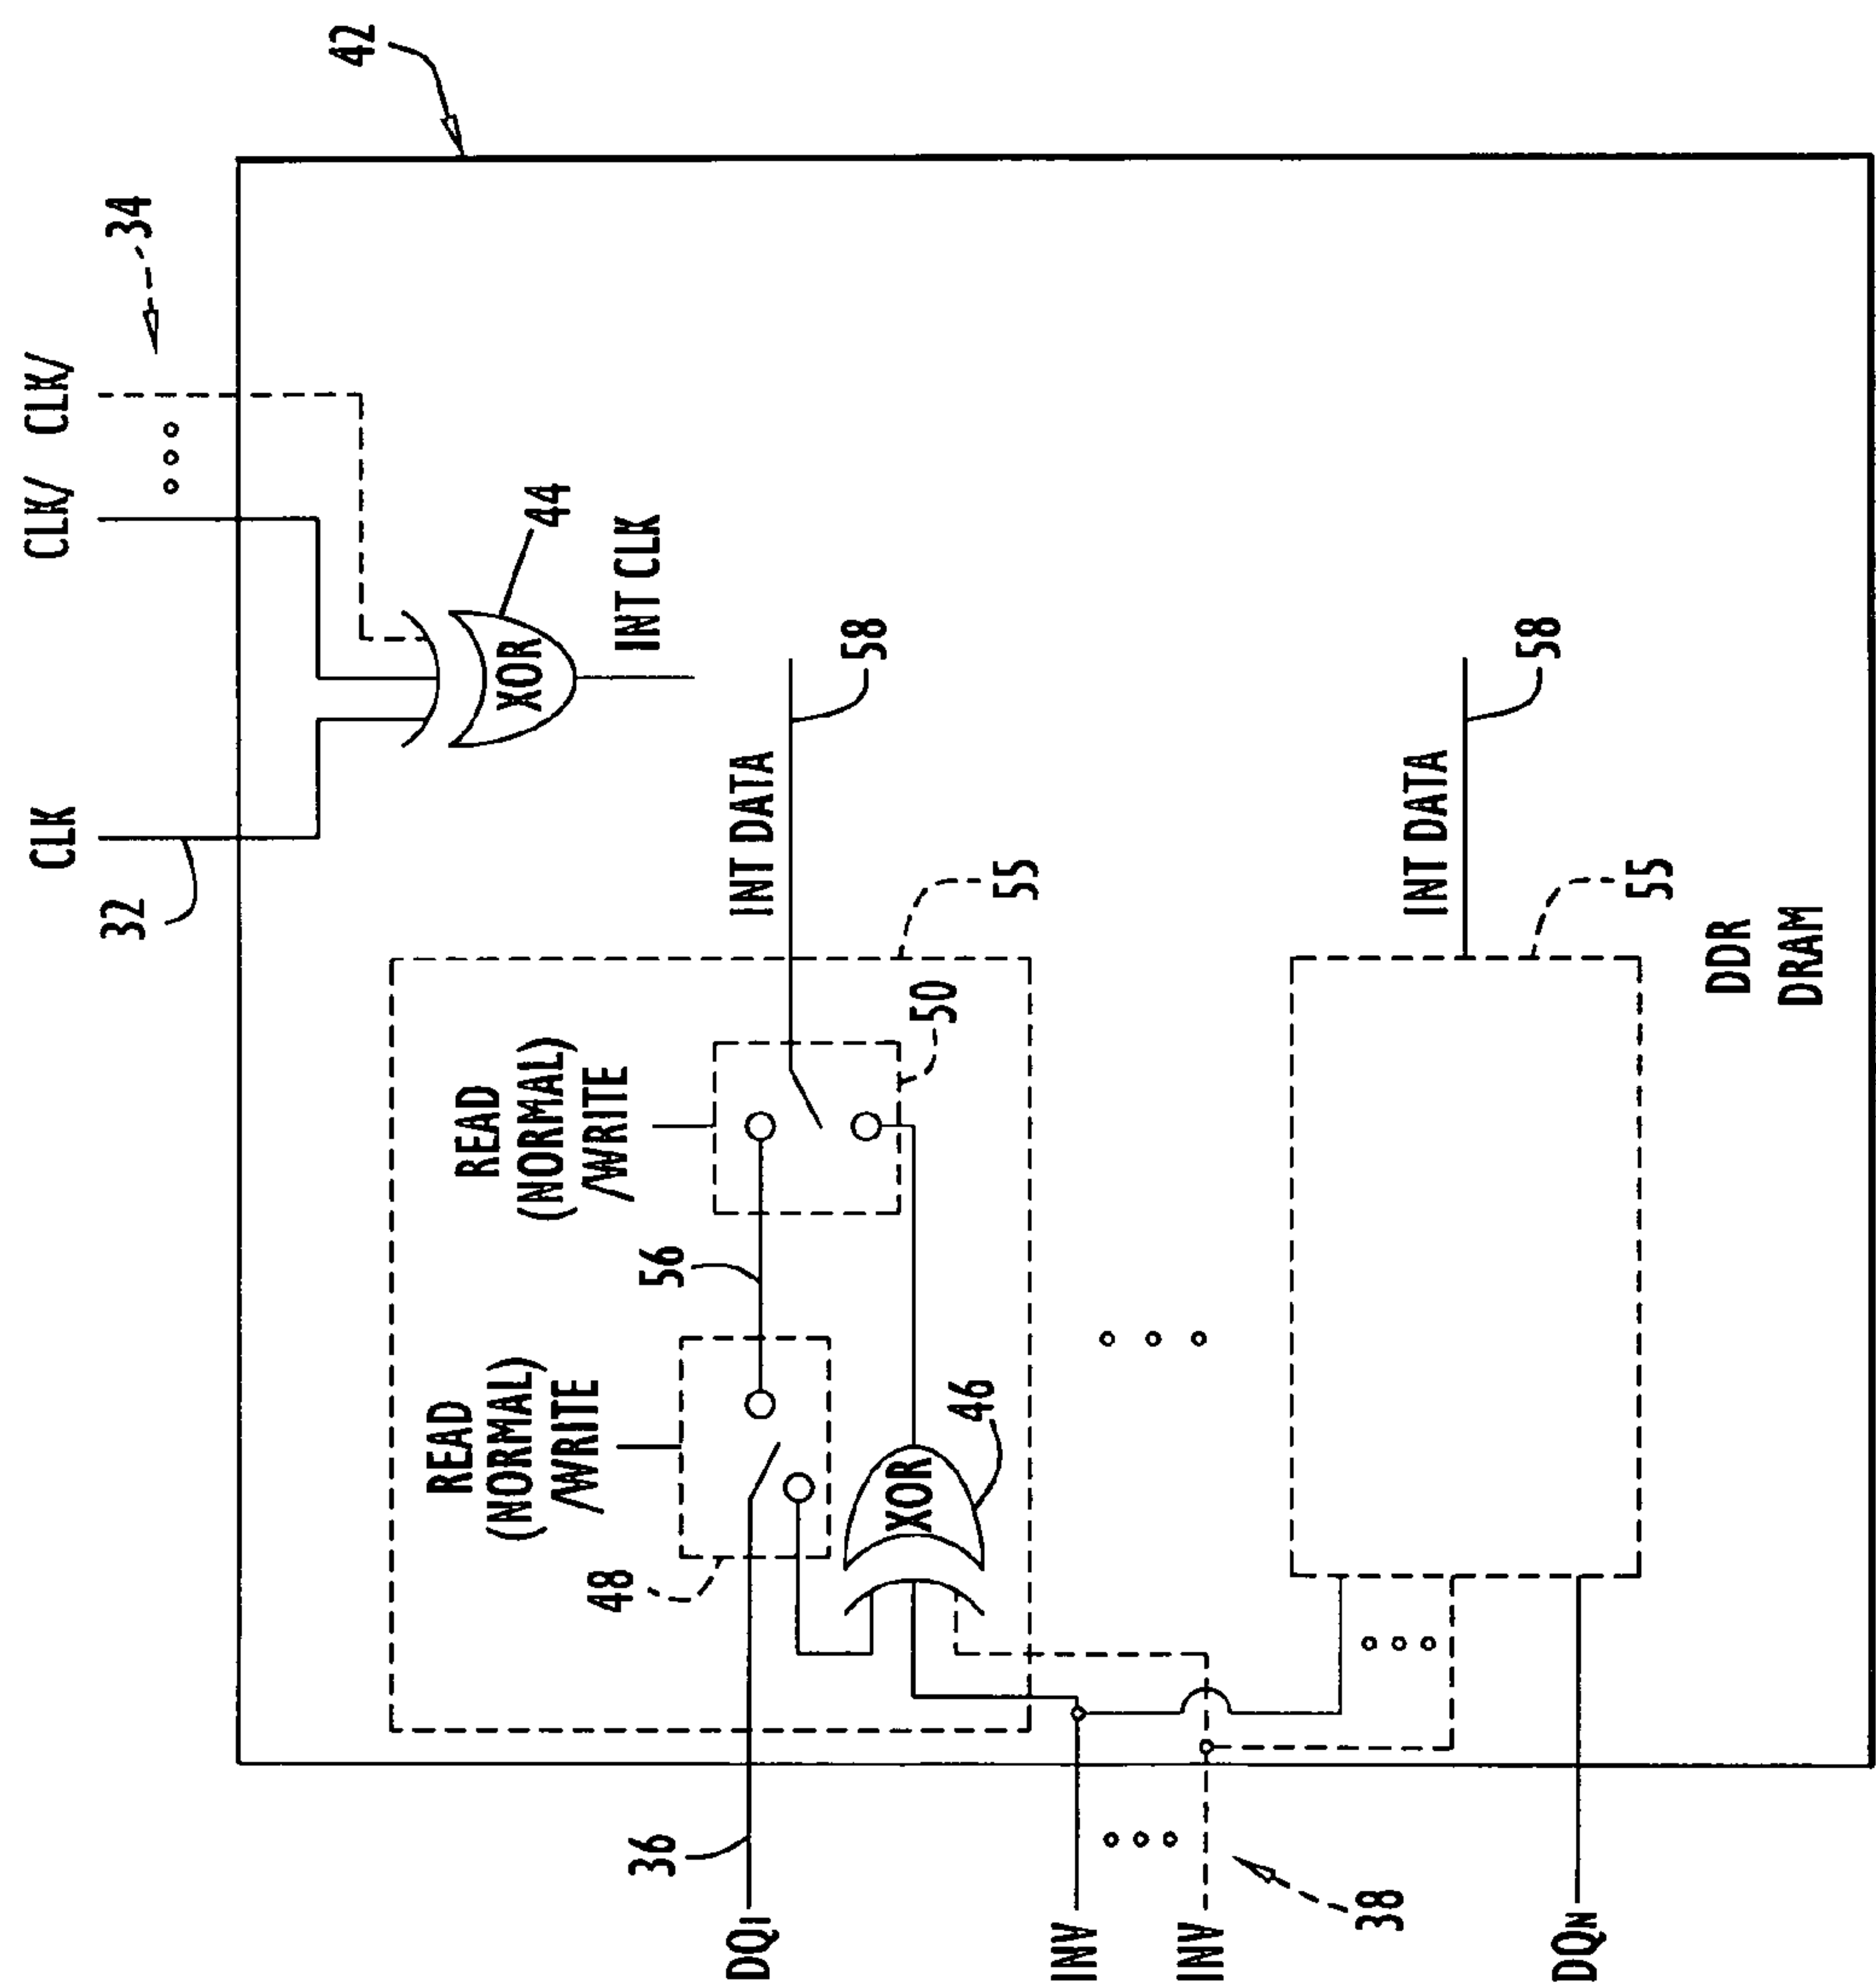 CLK
CLK/
CLK/
34
42
32
44
XOR
INT CLK
READ
(NORMAL)
/WRITE
READ
(NORMAL)
/WRITE
INT DATA
58
48
56
50
55
36
DQ1
XOR
46
INV
INV
38
INT DATA
58
55
DQN
DDR
DRAM